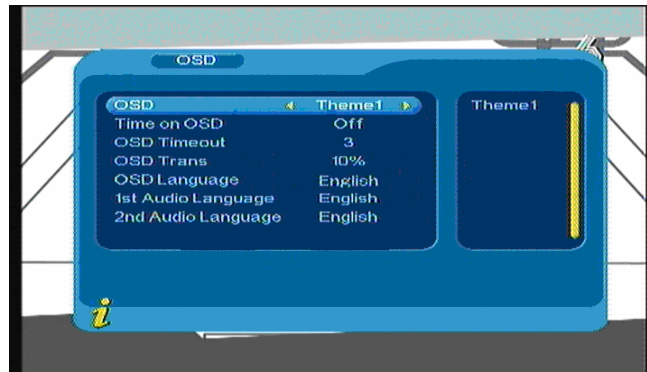 OSD
OSD Theme1
Time on OSD Off
OSD Timeout 3
OSD Trans 10%
OSD Language English
1st Audio Language English
2nd Audio Language English
Theme1
i